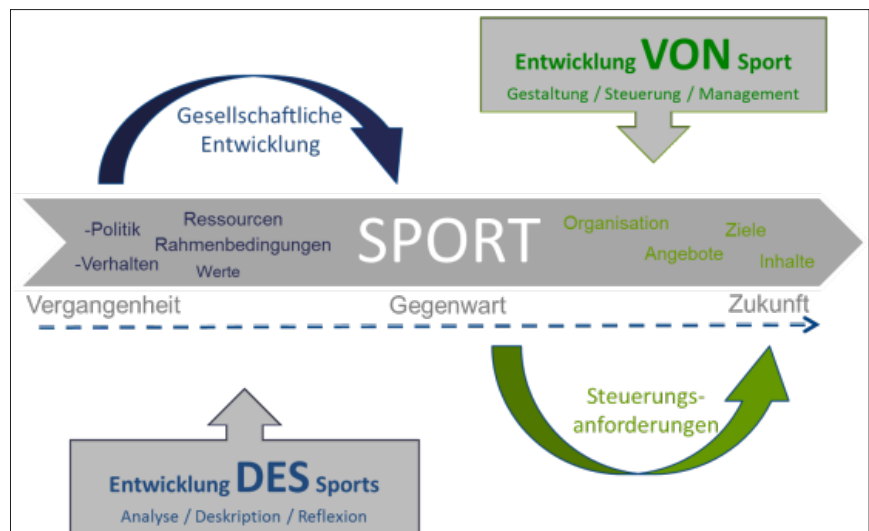 Entwicklung VON Sport
Gestaltung / Steuerung / Management
Gesellschaftliche
Entwicklung
-Politik
-Verhalten
Ressourcen
Rahmenbedingungen
Werte
SPORT
Organisation
Angebote
Ziele
Inhalte
Vergangenheit
Gegenwart
Zukunft
Steuerungs-
anforderungen
Entwicklung DES Sports
Analyse / Deskription / Reflexion